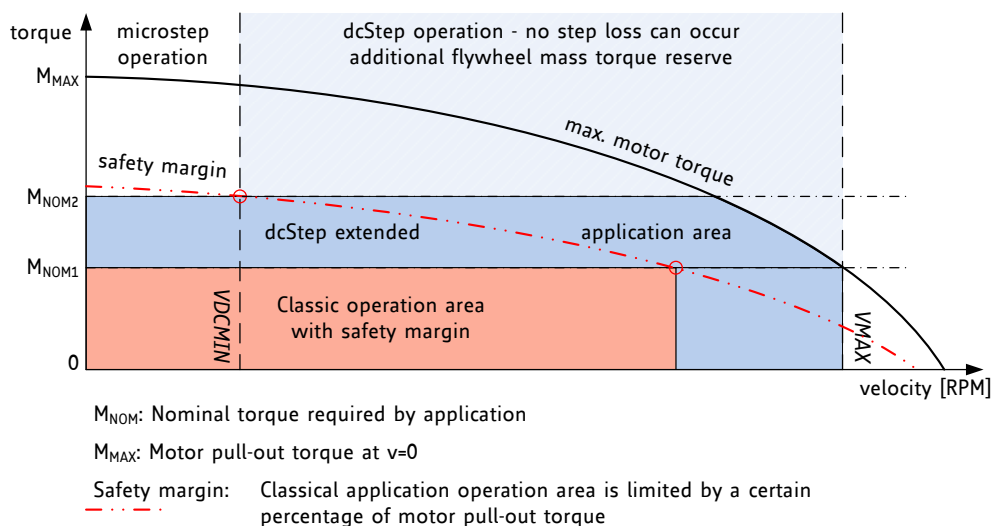 torque
microstep
operation
dcStep operation - no step loss can occur
additional flywheel mass torque reserve
MMAX
max. motor torque
safety margin
MNOM2
dcStep extended
application area
MNOM1
Classic operation area
with safety margin
VDCMIN
VMAX
0
velocity [RPM]
MNOM: Nominal torque required by application
MMAX: Motor pull-out torque at v=0
Safety margin: Classical application operation area is limited by a certain
percentage of motor pull-out torque